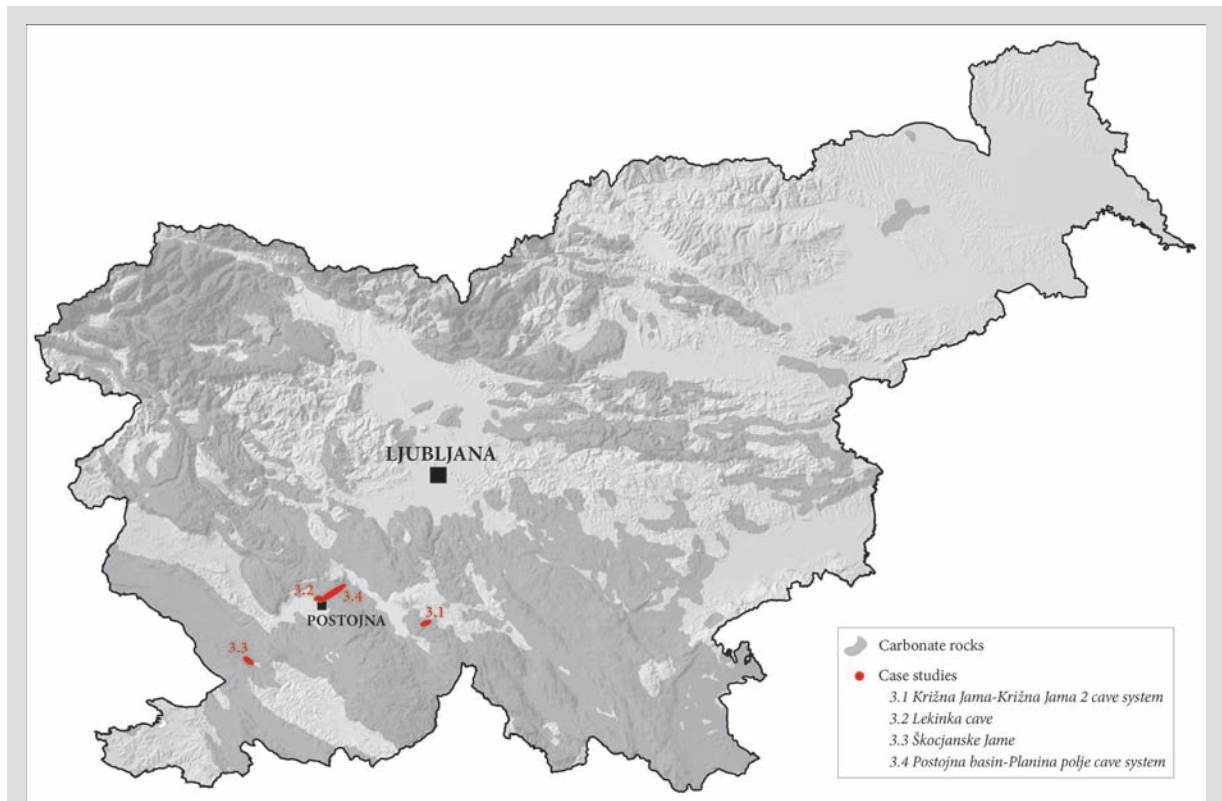 LJUBLJANA
3.2
3.4
POSTOJNA
3.1
3.3
Carbonate rocks
Case studies
3.1 Križna Jama-Križna Jama 2 cave system
3.2 Lekinka cave
3.3 Škocjanske Jame
3.4 Postojna basin-Planina polje cave system